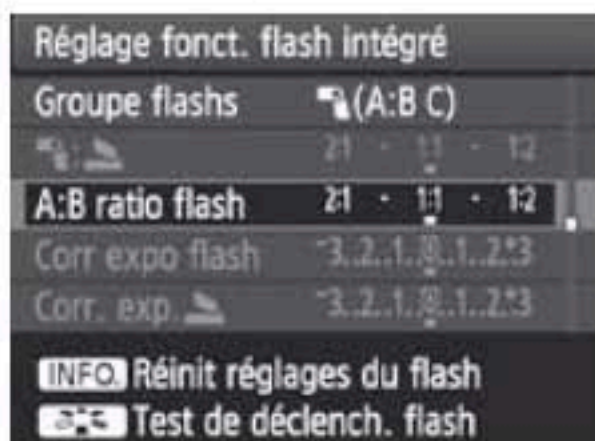 Réglage fonct. flash intégré
Groupe flashs (A:B C)
: 2:1 · 1:1 · 1:2
A:B ratio flash 2:1 · 1:1 · 1:2
Corr expo flash -3..2..1..0..1..2.+3
Corr. exp. -3..2..1..0..1..2.+3
INFO. Réinit réglages du flash
Test de déclench. flash